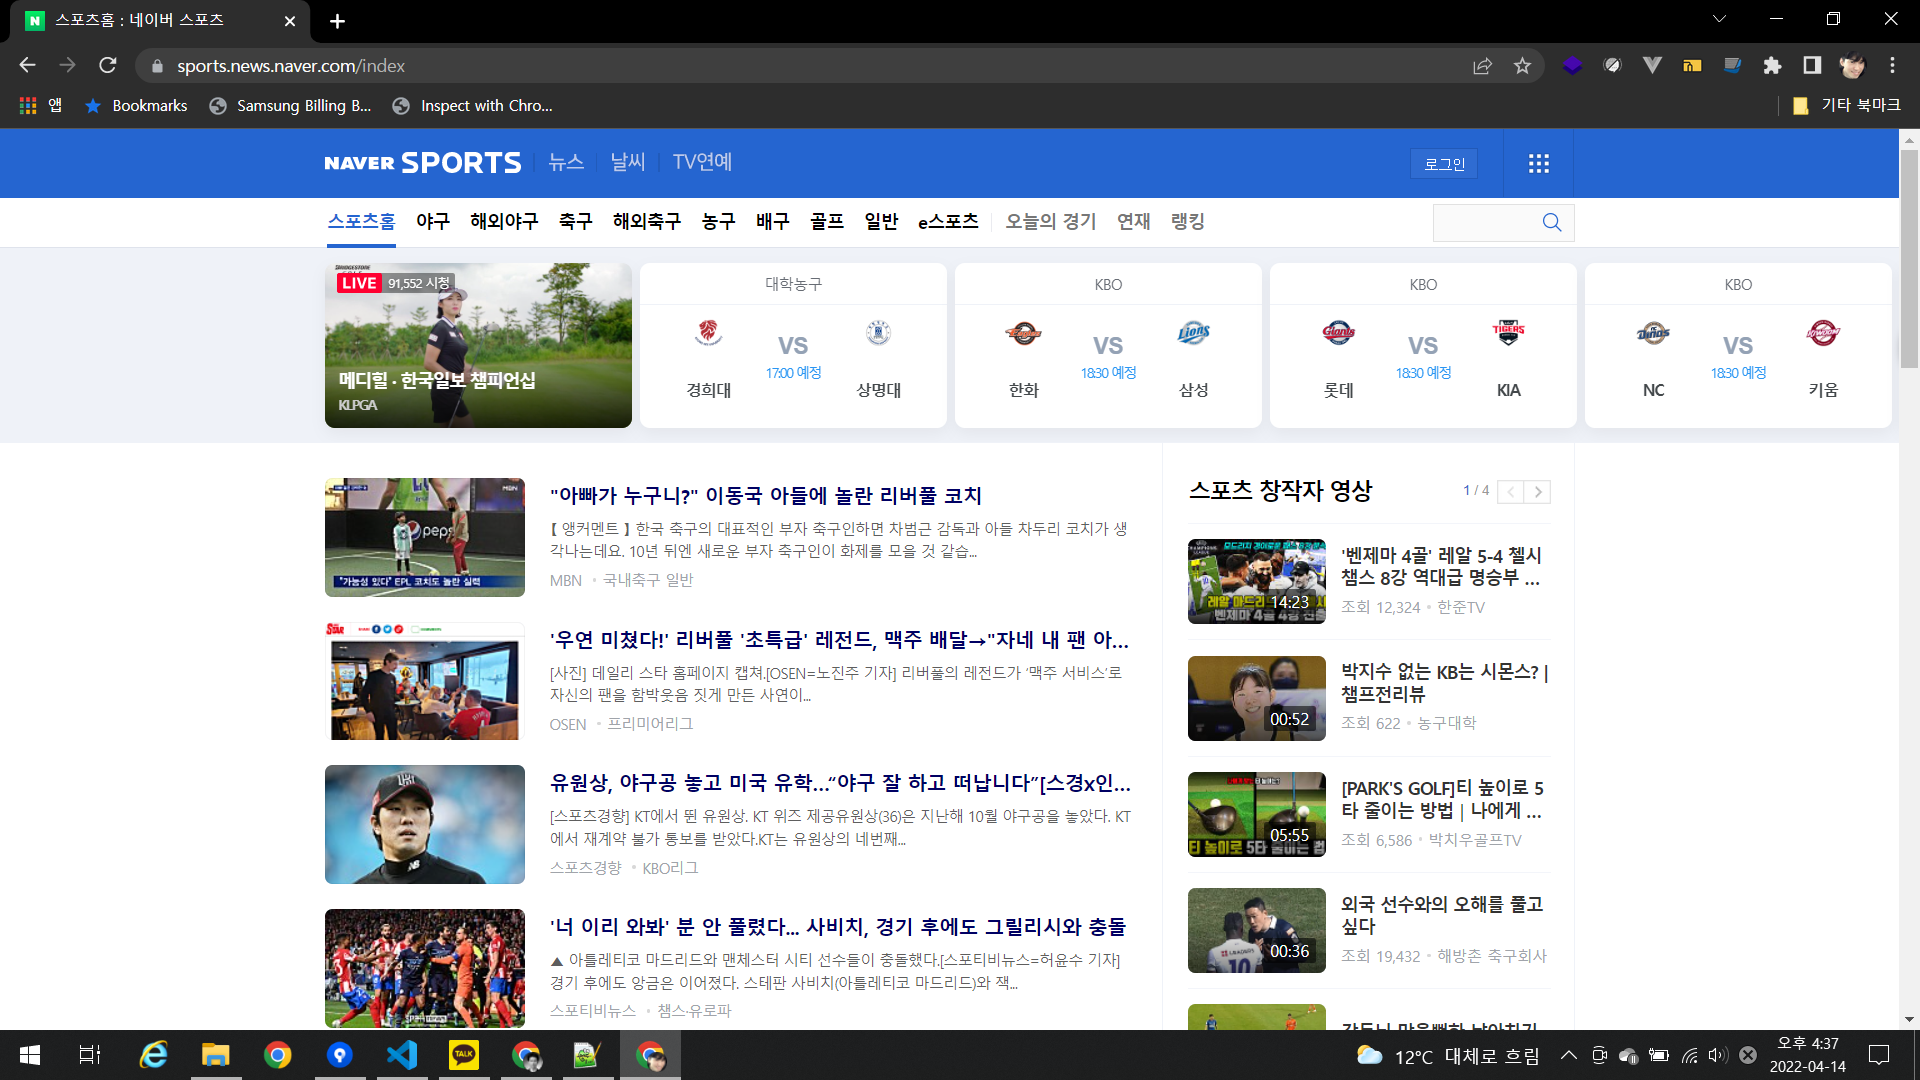 스포츠홈 : 네이버 스포츠
sports.news.naver.com/index
앱
Bookmarks
Samsung Billing B...
Inspect with Chro...
기타 북마크
NAVER SPORTS
뉴스
날씨
TV연예
로그인
스포츠홈
야구
해외야구
축구
해외축구
농구
배구
골프
일반
e스포츠
오늘의 경기
연재
랭킹
LIVE 91,552 시청
메디힐 · 한국일보 챔피언십
KLPGA
대학농구
VS
17:00 예정
경희대
상명대
KBO
VS
18:30 예정
한화
삼성
KBO
VS
18:30 예정
롯데
KIA
KBO
VS
18:30 예정
NC
키움
"아빠가 누구니?" 이동국 아들에 놀란 리버풀 코치
【 앵커멘트 】 한국 축구의 대표적인 부자 축구인하면 차범근 감독과 아들 차두리 코치가 생
각나는데요. 10년 뒤엔 새로운 부자 축구인이 화제를 모을 것 같습...
MBN
국내축구 일반
MBN
pepsi
"가능성 있다" EPL 코치도 놀란 실력
'우연 미쳤다!' 리버풀 '초특급' 레전드, 맥주 배달→"자네 내 팬 아...
[사진] 데일리 스타 홈페이지 캡쳐.[OSEN=노진주 기자] 리버풀의 레전드가 '맥주 서비스'로
자신의 팬을 함박웃음 짓게 만든 사연이...
OSEN
프리미어리그
유원상, 야구공 놓고 미국 유학…“야구 잘 하고 떠납니다”[스경x인...
[스포츠경향] KT에서 뛴 유원상. KT 위즈 제공유원상(36)은 지난해 10월 야구공을 놓았다. KT
에서 재계약 불가 통보를 받았다.KT는 유원상의 네번째...
스포츠경향
KBO리그
'너 이리 와봐' 분 안 풀렸다... 사비치, 경기 후에도 그릴리시와 충돌
▲ 아틀레티코 마드리드와 맨체스터 시티 선수들이 충돌했다.[스포티비뉴스=허윤수 기자]
경기 후에도 앙금은 이어졌다. 스테판 사비치(아틀레티코 마드리드)와 잭...
스포티비뉴스
챔스·유로파
스포츠 창작자 영상
1 / 4
14:23
'벤제마 4골' 레알 5-4 첼시
챔스 8강 역대급 명승부 ...
조회 12,324
한준TV
00:52
박지수 없는 KB는 시몬스? |
챔프전리뷰
조회 622
농구대학
05:55
[PARK'S GOLF]티 높이로 5
타 줄이는 방법 | 나에게 ...
조회 6,586
박치우골프TV
00:36
외국 선수와의 오해를 풀고
싶다
조회 19,432
해방촌 축구회사
TALK
12°C 대체로 흐림
오후 4:37
2022-04-14